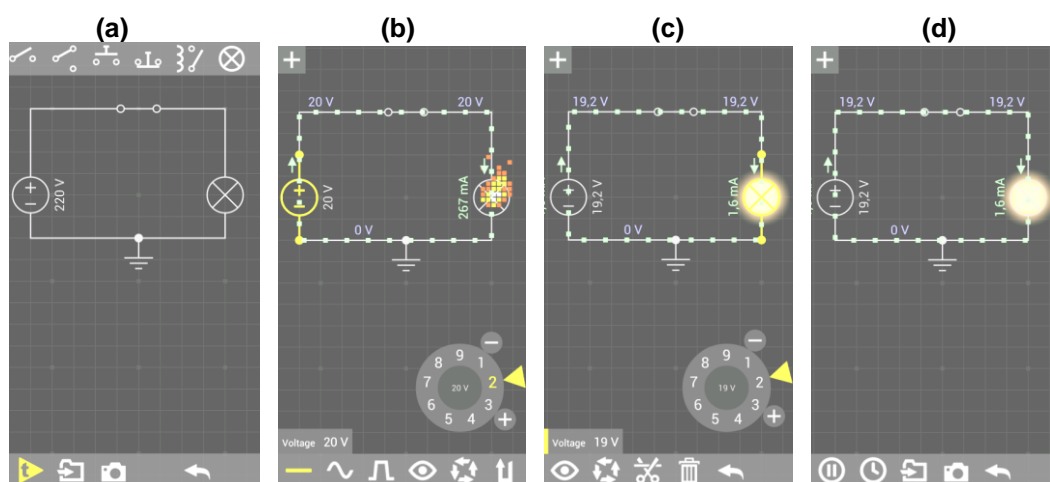 (a)
220 V
(b)
20 V
20 V
20 V
267 mA
0 V
9
8
1
7
20 V
2
6
3
5
4
Voltage 20 V
(c)
19,2 V
19,2 V
19,2 V
1,6 mA
0 V
9
8
1
7
19 V
2
6
3
5
4
Voltage 19 V
(d)
19,2 V
19,2 V
19,2 V
1,6 mA
0 V